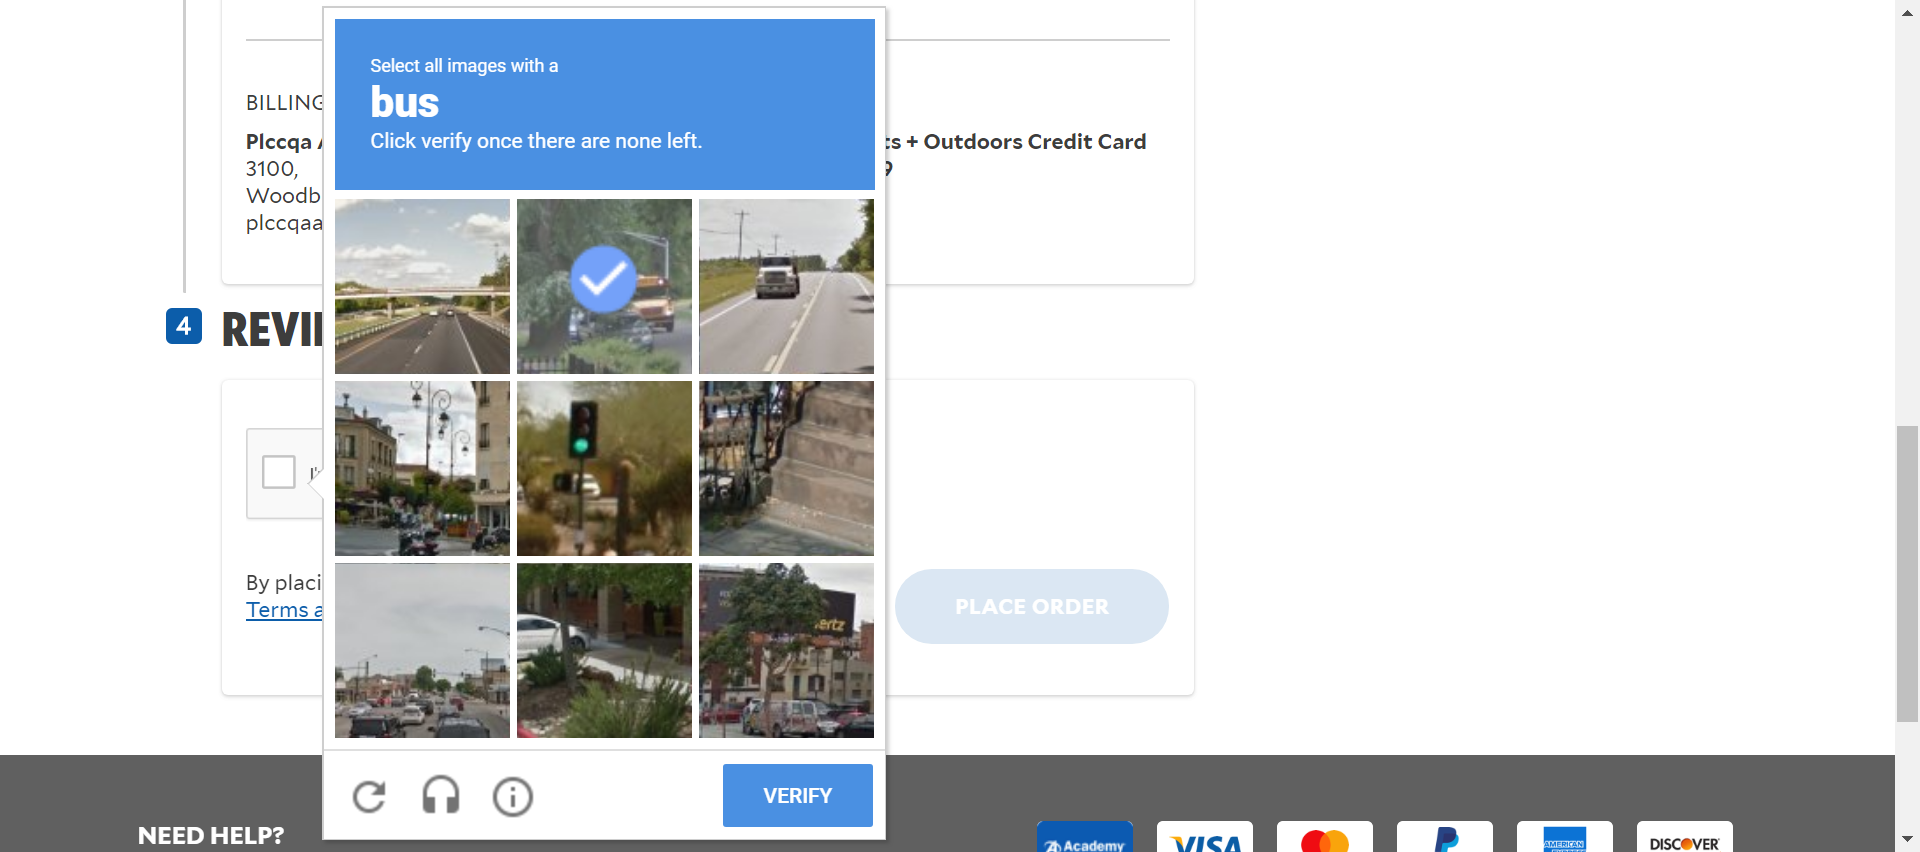 Select all images with a
bus
Click verify once there are none left.
BILLING
Plccqa
3100,
Woodb
plccqaa
ts + Outdoors Credit Card
9
4 REVI
I'
ertz
By placi
Terms a
PLACE ORDER
VERIFY
NEED HELP?
Academy
VISA
AMERICAN
DISCOVER